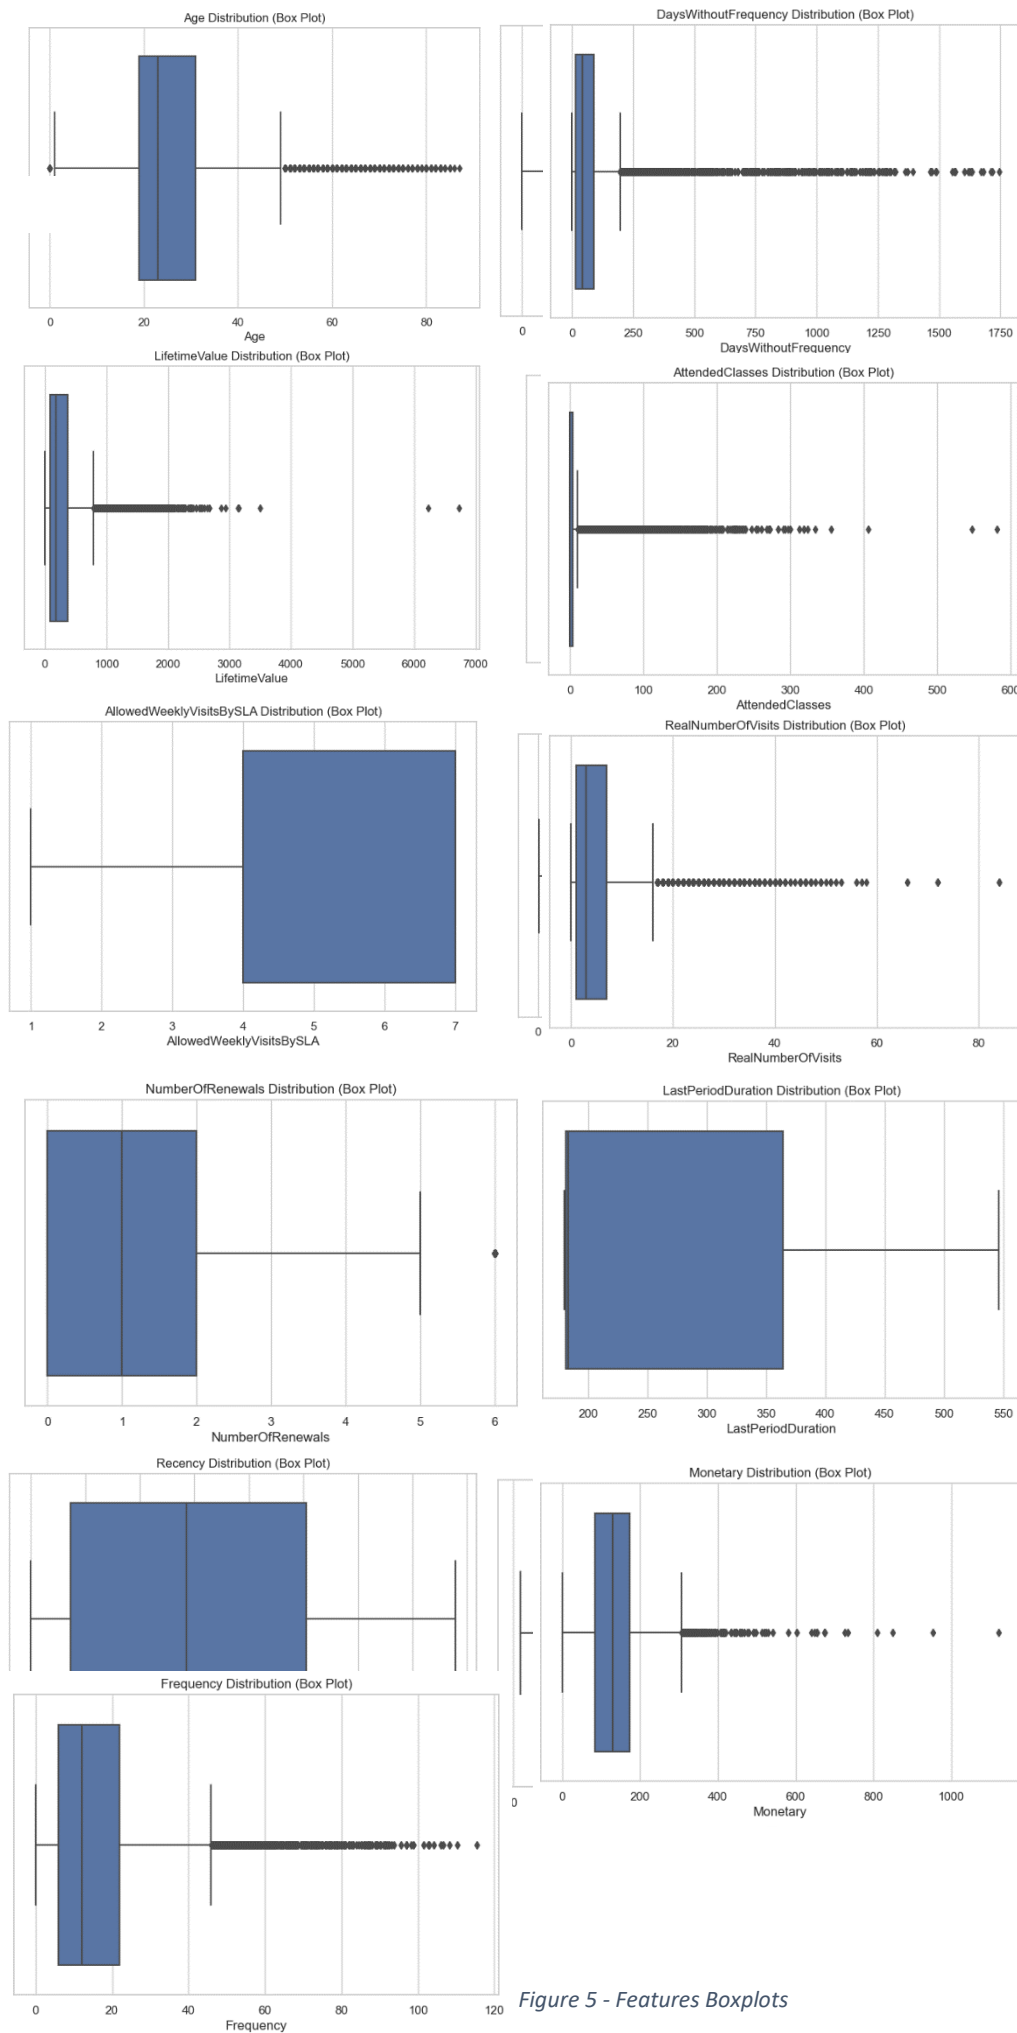 Age Distribution (Box Plot)
0 20 40 60 80
Age
DaysWithoutFrequency Distribution (Box Plot)
0 0 250 500 750 1000 1250 1500 1750
DaysWithoutFrequency
LifetimeValue Distribution (Box Plot)
0 1000 2000 3000 4000 5000 6000 7000
LifetimeValue
AttendedClasses Distribution (Box Plot)
0 100 200 300 400 500 600
AttendedClasses
AllowedWeeklyVisitsBySLA Distribution (Box Plot)
1 2 3 4 5 6 7
AllowedWeeklyVisitsBySLA
RealNumberOfVisits Distribution (Box Plot)
0 0 20 40 60 80
RealNumberOfVisits
NumberOfRenewals Distribution (Box Plot)
0 1 2 3 4 5 6
NumberOfRenewals
LastPeriodDuration Distribution (Box Plot)
200 250 300 350 400 450 500 550
LastPeriodDuration
Recency Distribution (Box Plot)
Monetary Distribution (Box Plot)
0 0 200 400 600 800 1000
Monetary
Frequency Distribution (Box Plot)
0 20 40 60 80 100 120
Frequency
Figure 5 - Features Boxplots